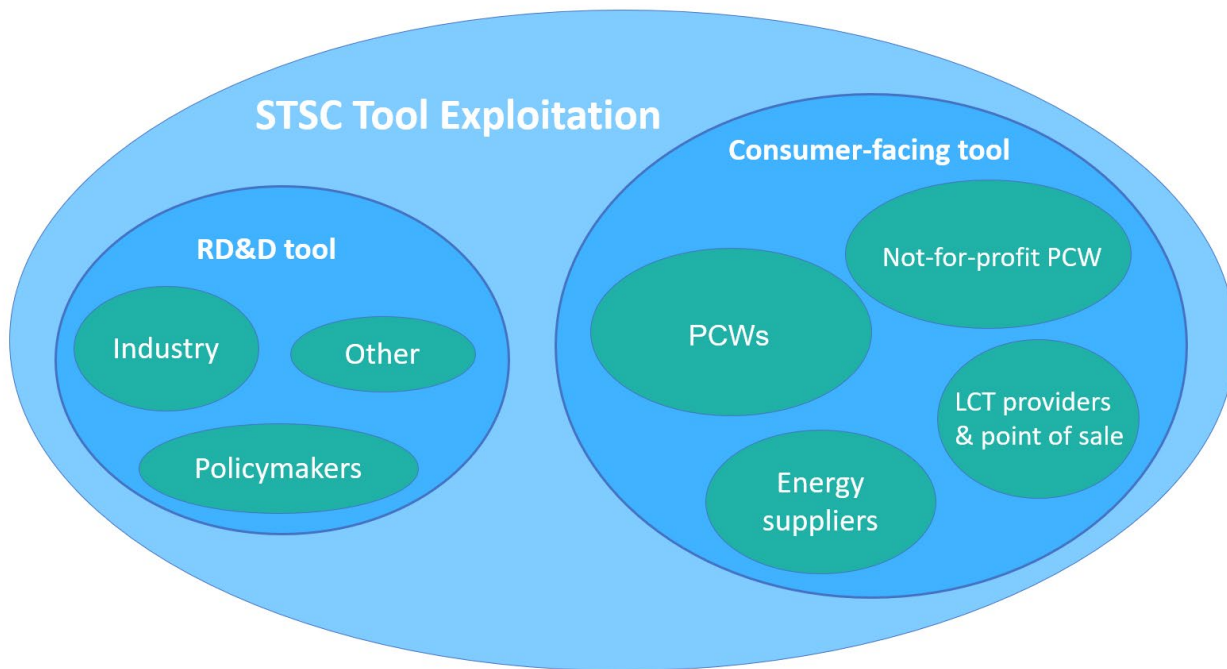 STSC Tool Exploitation
RD&D tool
Industry
Other
Policymakers
Consumer-facing tool
Not-for-profit PCW
PCWs
LCT providers
& point of sale
Energy
suppliers